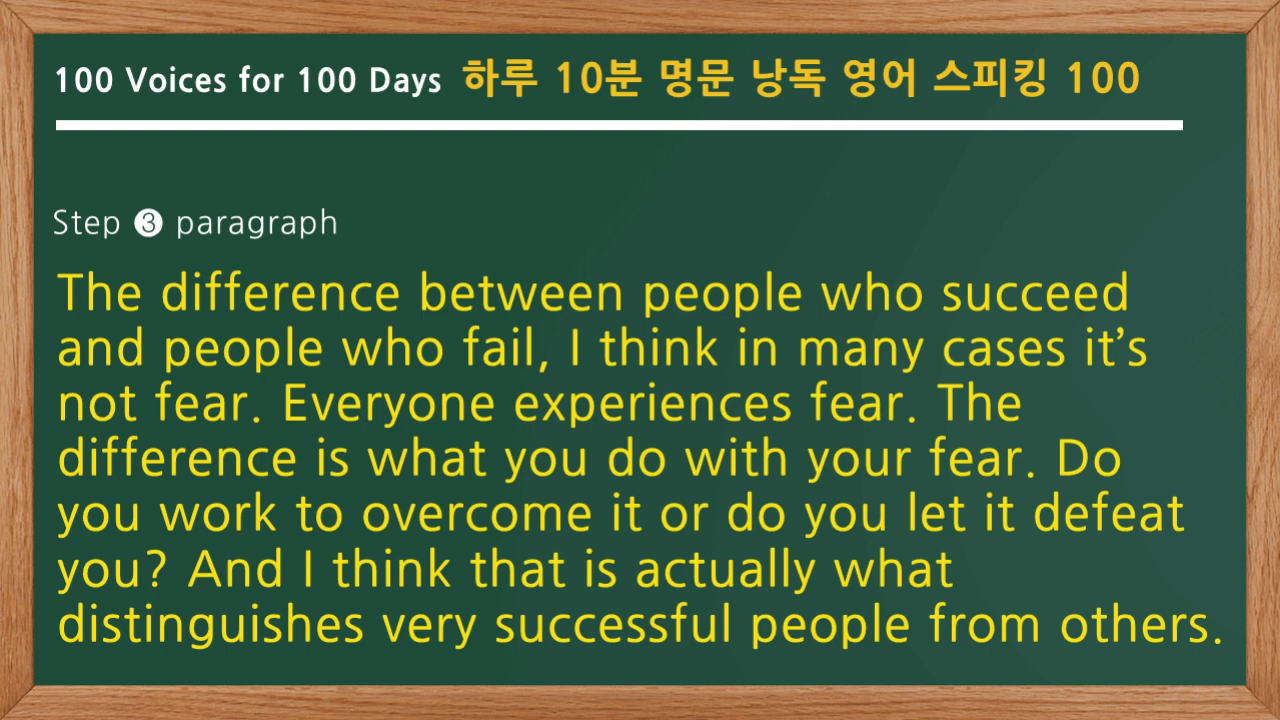 100 Voices for 100 Days 하루 10분 명문 낭독 영어 스피킹 100
Step ❸ paragraph
The difference between people who succeed
and people who fail, I think in many cases it’s
not fear. Everyone experiences fear. The
difference is what you do with your fear. Do
you work to overcome it or do you let it defeat
you? And I think that is actually what
distinguishes very successful people from others.